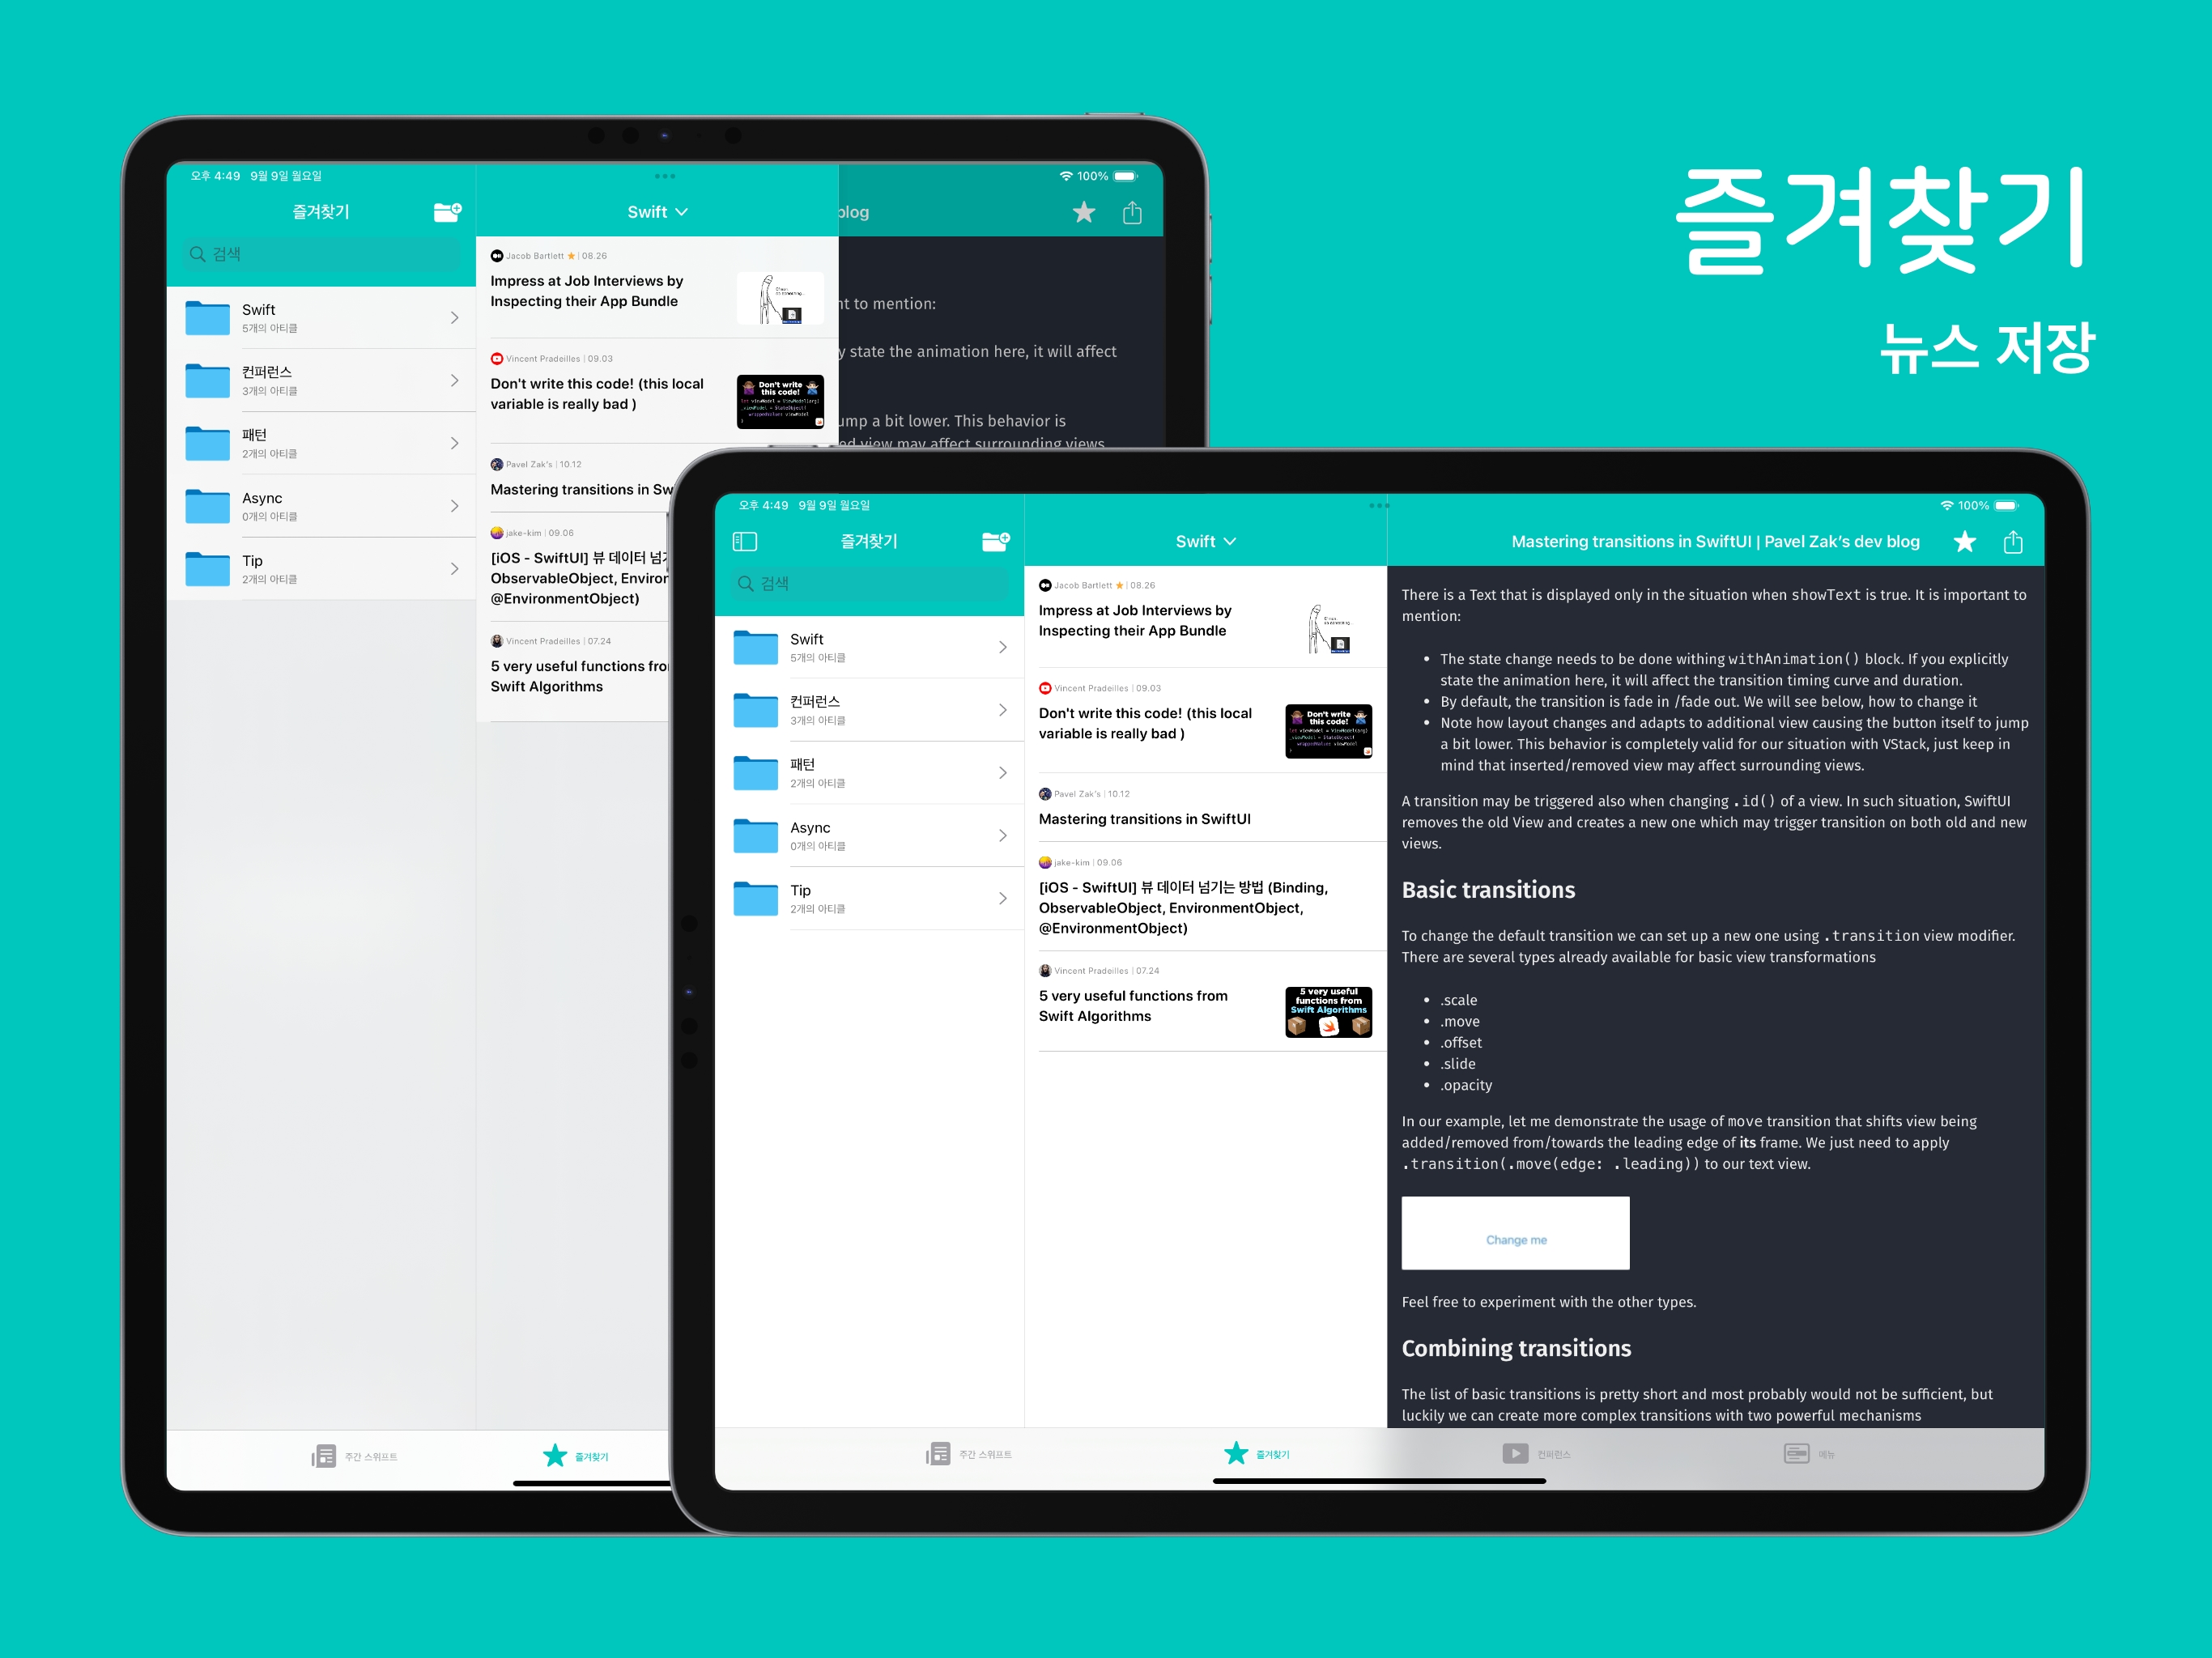 즐겨찾기
뉴스 저장
오후 4:49 9월 9일 월요일
100%
즐겨찾기
Swift
blog
검색
Swift
5개의 아티클
컨퍼런스
3개의 아티클
패턴
2개의 아티클
Async
0개의 아티클
Tip
2개의 아티클
Jacob Bartlett ⭐ | 08.26
Impress at Job Interviews by
Inspecting their App Bundle
Vincent Pradeilles | 09.03
Don't write this code! (this local
variable is really bad )
Don't write
this code!
Pavel Zak's | 10.12
Mastering transitions in Sw
jake-kim | 09.06
[iOS - SwiftUI] 뷰 데이터 넘기
ObservableObject, Environ
@EnvironmentObject)
Vincent Pradeilles | 07.24
5 very useful functions from
Swift Algorithms
nt to mention:
y state the animation here, it will affect
ump a bit lower. This behavior is
ed view may affect surrounding views
주간 스위프트
즐겨찾기
오후 4:49 9월 9일 월요일
100%
즐겨찾기
Swift
Mastering transitions in SwiftUI | Pavel Zak's dev blog
검색
Swift
5개의 아티클
컨퍼런스
3개의 아티클
패턴
2개의 아티클
Async
0개의 아티클
Tip
2개의 아티클
Jacob Bartlett ⭐ | 08.26
Impress at Job Interviews by
Inspecting their App Bundle
Vincent Pradeilles | 09.03
Don't write this code! (this local
variable is really bad )
Don't write
this code!
Pavel Zak's | 10.12
Mastering transitions in SwiftUI
jake-kim | 09.06
[iOS - SwiftUI] 뷰 데이터 넘기는 방법 (Binding,
ObservableObject, EnvironmentObject,
@EnvironmentObject)
Vincent Pradeilles | 07.24
5 very useful functions from
Swift Algorithms
5 very useful
functions from
Swift Algorithms
There is a Text that is displayed only in the situation when showText is true. It is important to
mention:
• The state change needs to be done withing withAnimation() block. If you explicitly
state the animation here, it will affect the transition timing curve and duration.
• By default, the transition is fade in /fade out. We will see below, how to change it
• Note how layout changes and adapts to additional view causing the button itself to jump
a bit lower. This behavior is completely valid for our situation with VStack, just keep in
mind that inserted/removed view may affect surrounding views.
A transition may be triggered also when changing .id() of a view. In such situation, SwiftUI
removes the old View and creates a new one which may trigger transition on both old and new
views.
Basic transitions
To change the default transition we can set up a new one using .transition view modifier.
There are several types already available for basic view transformations
• .scale
• .move
• .offset
• .slide
• .opacity
In our example, let me demonstrate the usage of move transition that shifts view being
added/removed from/towards the leading edge of its frame. We just need to apply
.transition(.move(edge: .leading)) to our text view.
Change me
Feel free to experiment with the other types.
Combining transitions
The list of basic transitions is pretty short and most probably would not be sufficient, but
luckily we can create more complex transitions with two powerful mechanisms
주간 스위프트
즐겨찾기
컨퍼런스
메뉴